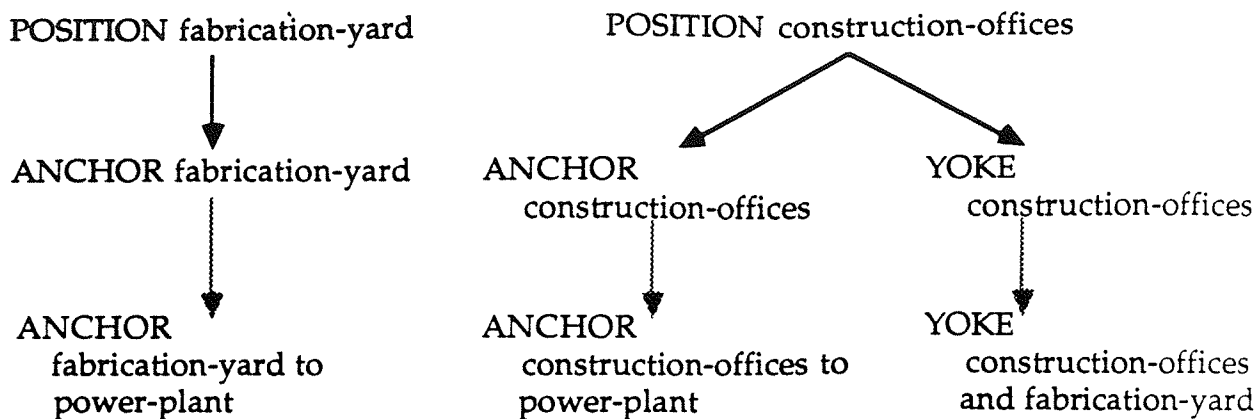 POSITION fabrication-yard
POSITION construction-offices
ANCHOR fabrication-yard
ANCHOR
construction-offices
YOKE
construction-offices
ANCHOR
fabrication-yard to
power-plant
ANCHOR
construction-offices to
power-plant
YOKE
construction-offices
and fabrication-yard